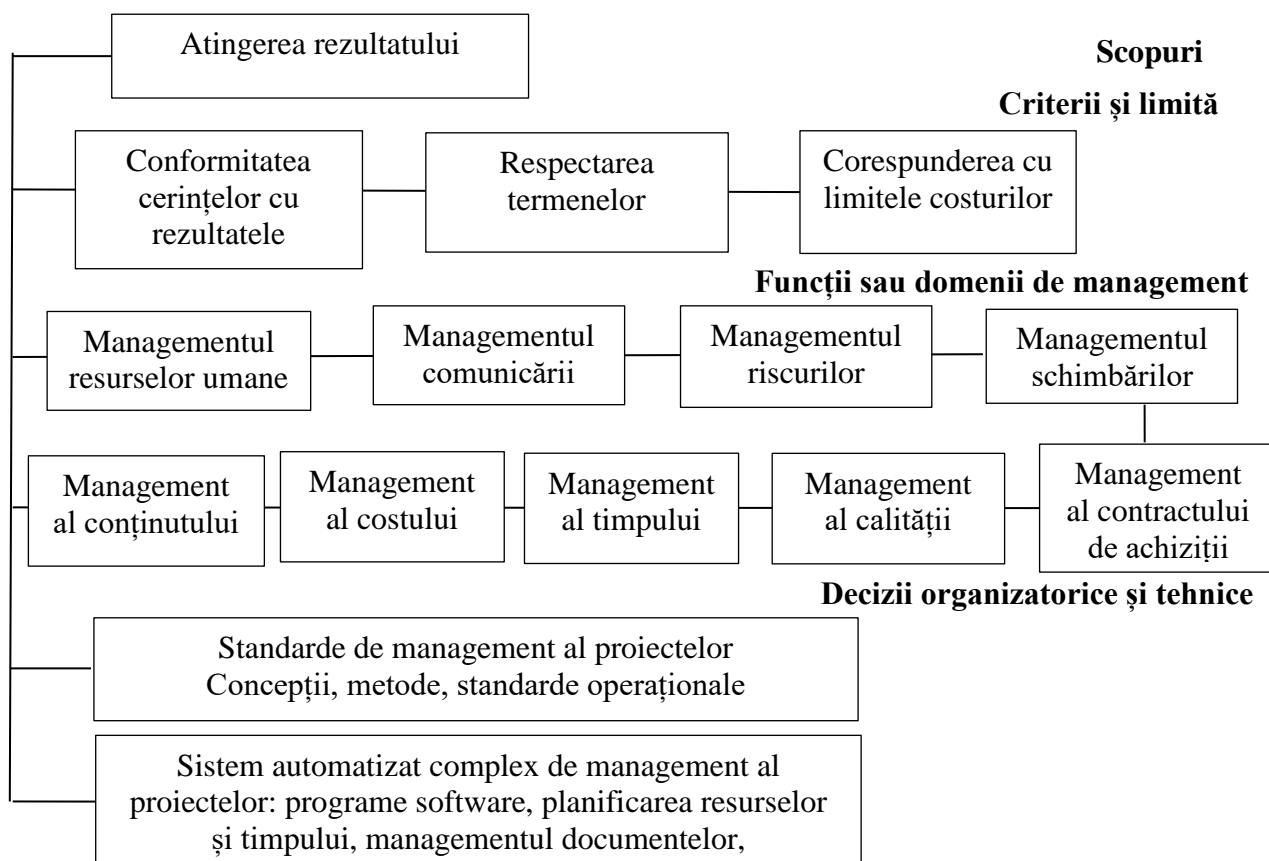 Atingerea rezultatului
Scopuri
Criterii și limită
Conformitatea
cerințelor cu
rezultatele
Respectarea
termenelor
Corespunderea cu
limitele costurilor
Funcții sau domenii de management
Managementul
resurselor umane
Managementul
comunicării
Managementul
riscurilor
Managementul
schimbărilor
Management
al conținutului
Management
al costului
Management
al timpului
Management
al calității
Management
al contractului
de achiziții
Decizii organizatorice și tehnice
Standarde de management al proiectelor
Concepții, metode, standarde operaționale
Sistem automatizat complex de management al
proiectelor: programe software, planificarea resurselor
și timpului, managementul documentelor,